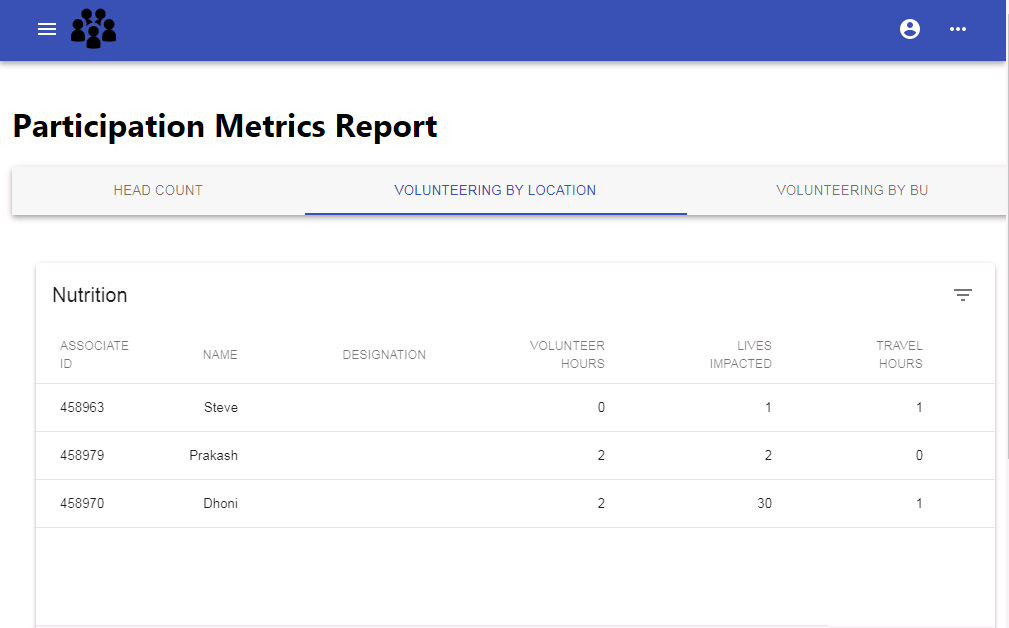 Participation Metrics Report
HEAD COUNT VOLUNTEERING BY LOCATION VOLUNTEERING BY BU
Nutrition
ASSOCIATE ID NAME DESIGNATION VOLUNTEER HOURS LIVES IMPACTED TRAVEL HOURS
458963 Steve 0 1 1
458979 Prakash 2 2 0
458970 Dhoni 2 30 1